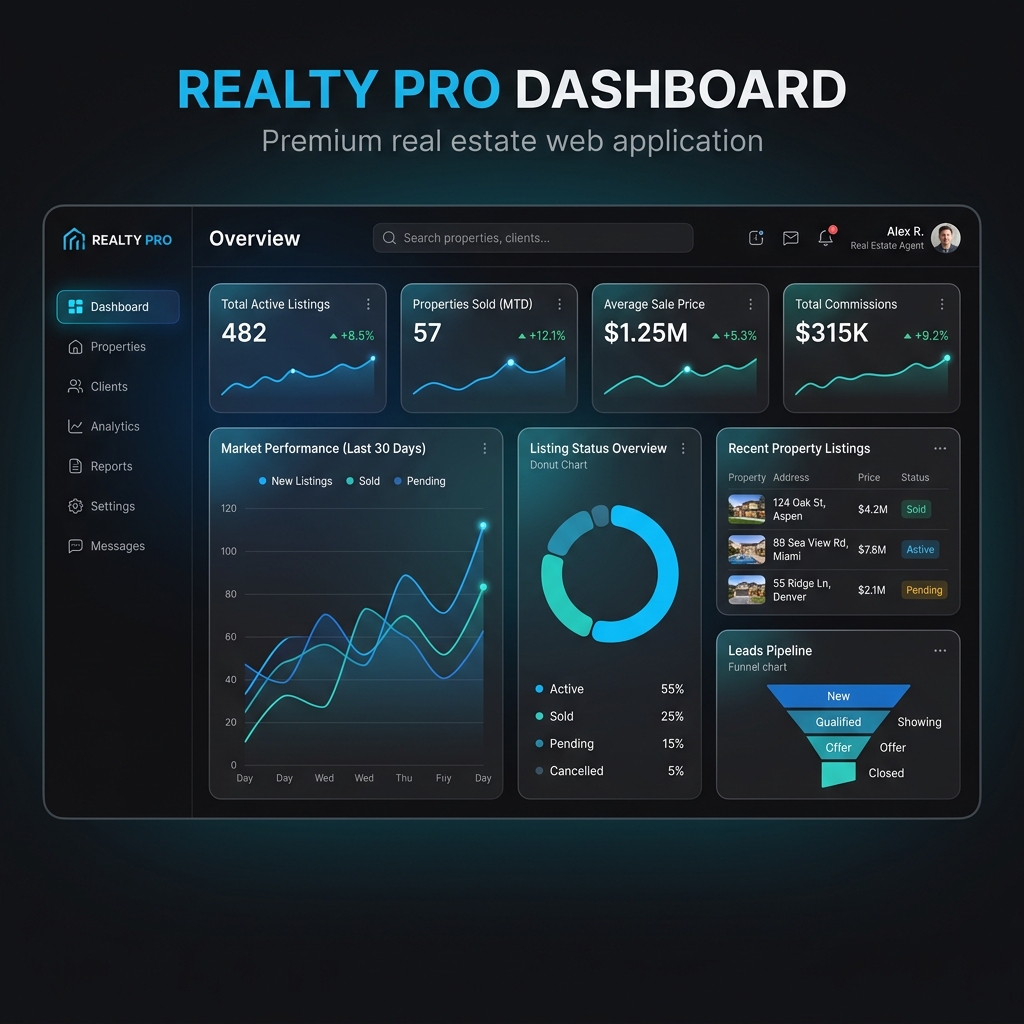 REALTY PRO DASHBOARD
Premium real estate web application
REALTY PRO
Overview
Search properties, clients...
Alex R.
Real Estate Agent
Dashboard
Properties
Clients
Analytics
Reports
Settings
Messages
Total Active Listings
482
+8.5%
Properties Sold (MTD)
57
+12.1%
Average Sale Price
$1.25M
+5.3%
Total Commissions
$315K
+9.2%
Market Performance (Last 30 Days)
New Listings Sold Pending
120
100
80
60
40
20
0
Day Day Wed Wed Thu Fuy Day
Listing Status Overview
Donut Chart
Active 55%
Sold 25%
Pending 15%
Cancelled 5%
Recent Property Listings
Property Address Price Status
124 Oak St,
Aspen
$4.2M
Soid
89 Sea View Rd,
Miami
$7.8M
Active
55 Ridge Ln,
Denver
$2.1M
Pending
Leads Pipeline
Funnel chart
New
Qualified Showing
Cffer Offer
Closed